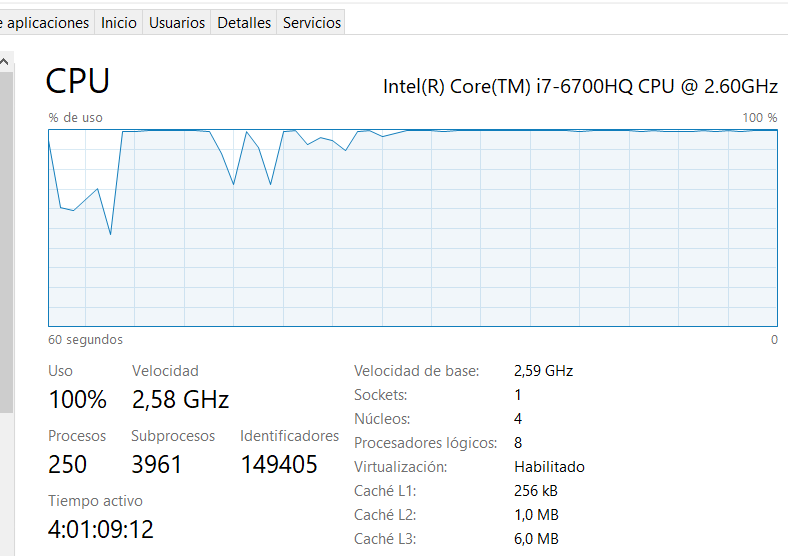 e aplicaciones Inicio Usuarios Detalles Servicios
CPU
Intel(R) Core(TM) i7-6700HQ CPU @ 2.60GHz
% de uso 100 %
60 segundos 0
Uso Velocidad
100% 2,58 GHz
Procesos Subprocesos Identificadores
250 3961 149405
Tiempo activo
4:01:09:12
Velocidad de base: 2,59 GHz
Sockets: 1
Núcleos: 4
Procesadores lógicos: 8
Virtualización: Habilitado
Caché L1: 256 kB
Caché L2: 1,0 MB
Caché L3: 6,0 MB